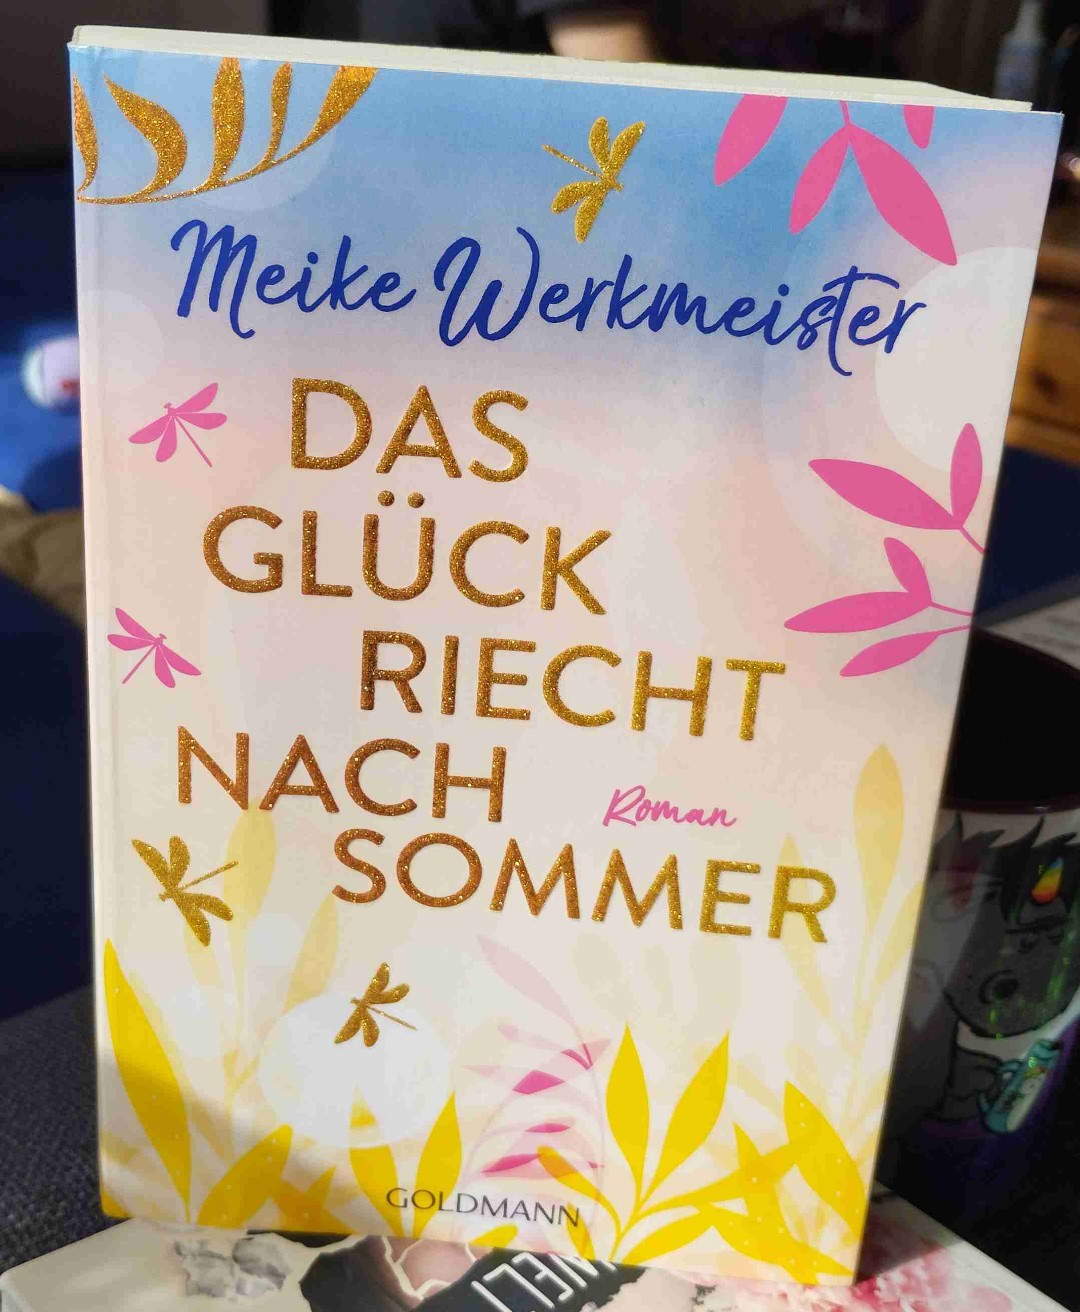 Meike Werkmeister
DAS
GLÜCK
RIECHT
NACH
Roman
SOMMER
GOLDMANN